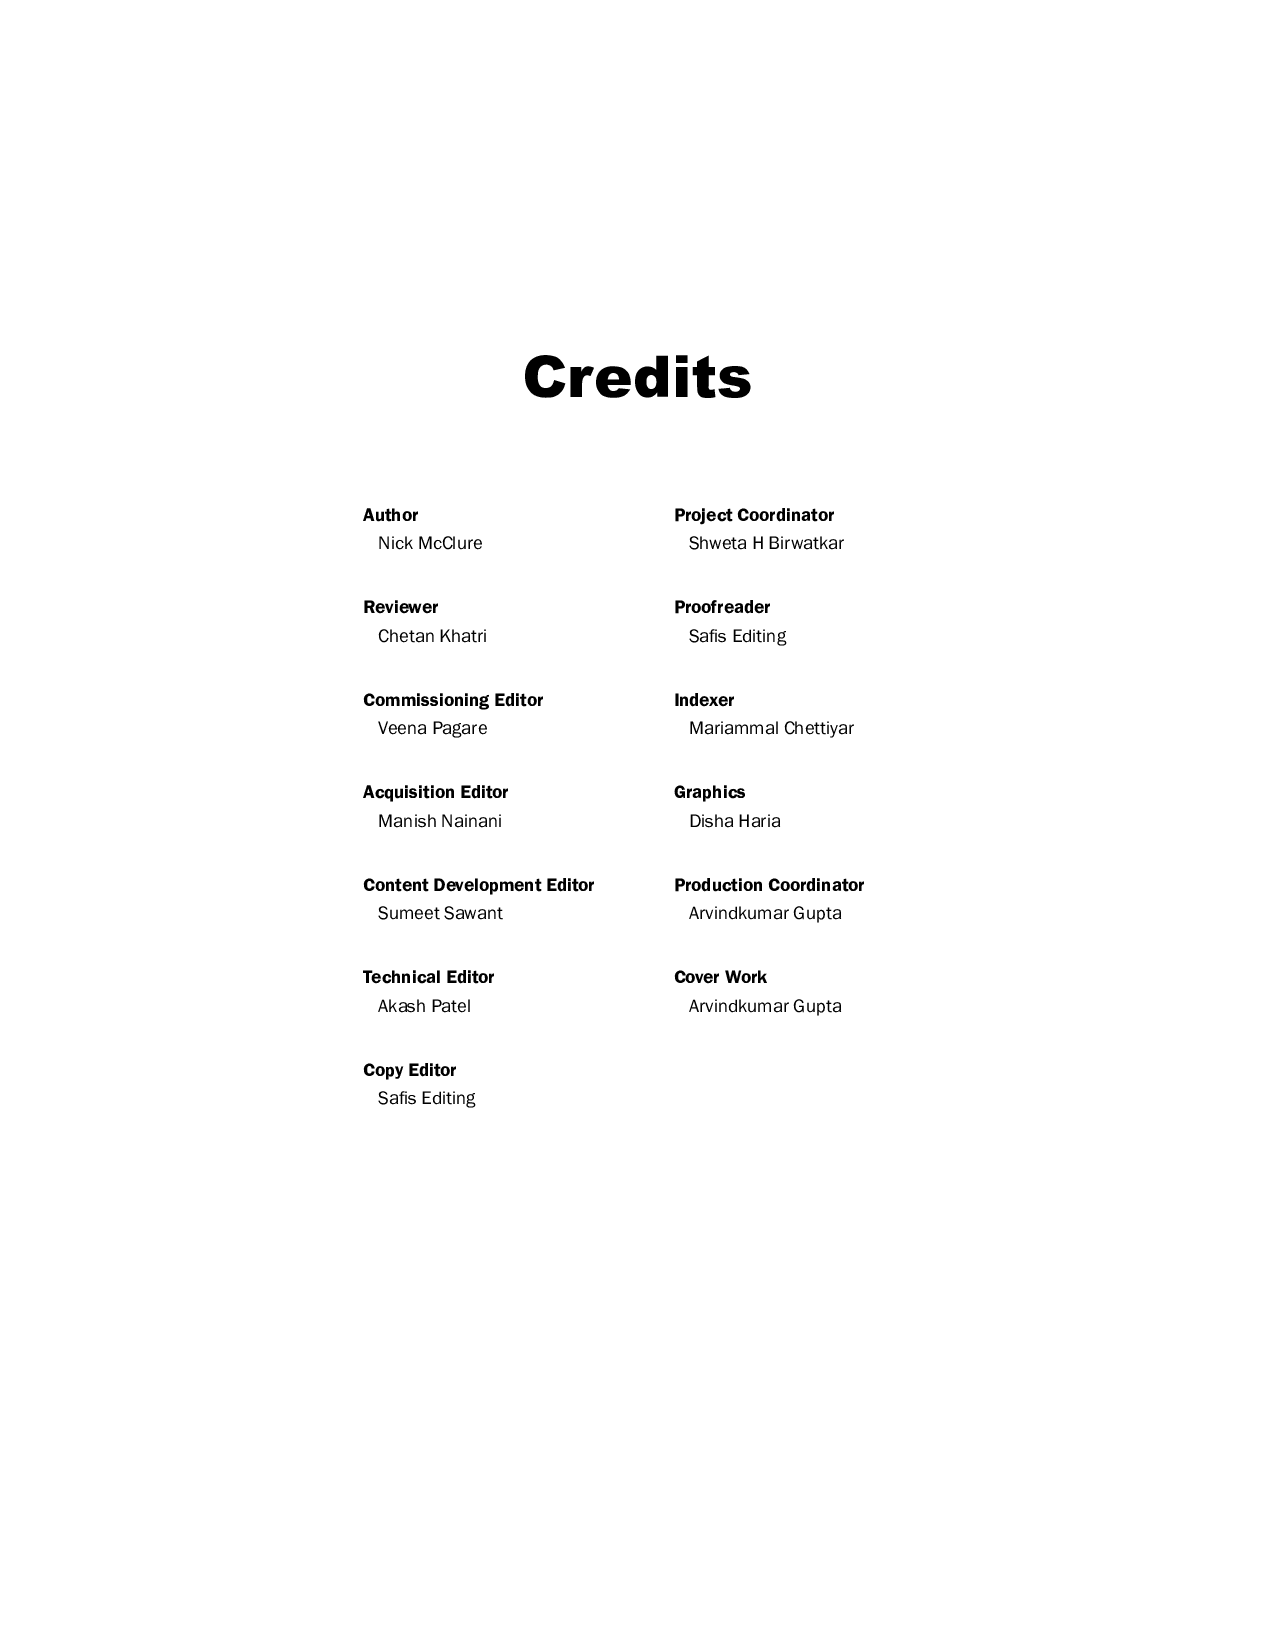 Credits
Author
Nick McClure
Reviewer
Chetan Khatri
Commissioning Editor
Veena Pagare
Acquisition Editor
Manish Nainani
Content Development Editor
Sumeet Sawant
Technical Editor
Akash Patel
Copy Editor
Safis Editing
Project Coordinator
Shweta H Birwatkar
Proofreader
Safis Editing
Indexer
Mariammal Chettiyar
Graphics
Disha Haria
Production Coordinator
Arvindkumar Gupta
Cover Work
Arvindkumar Gupta